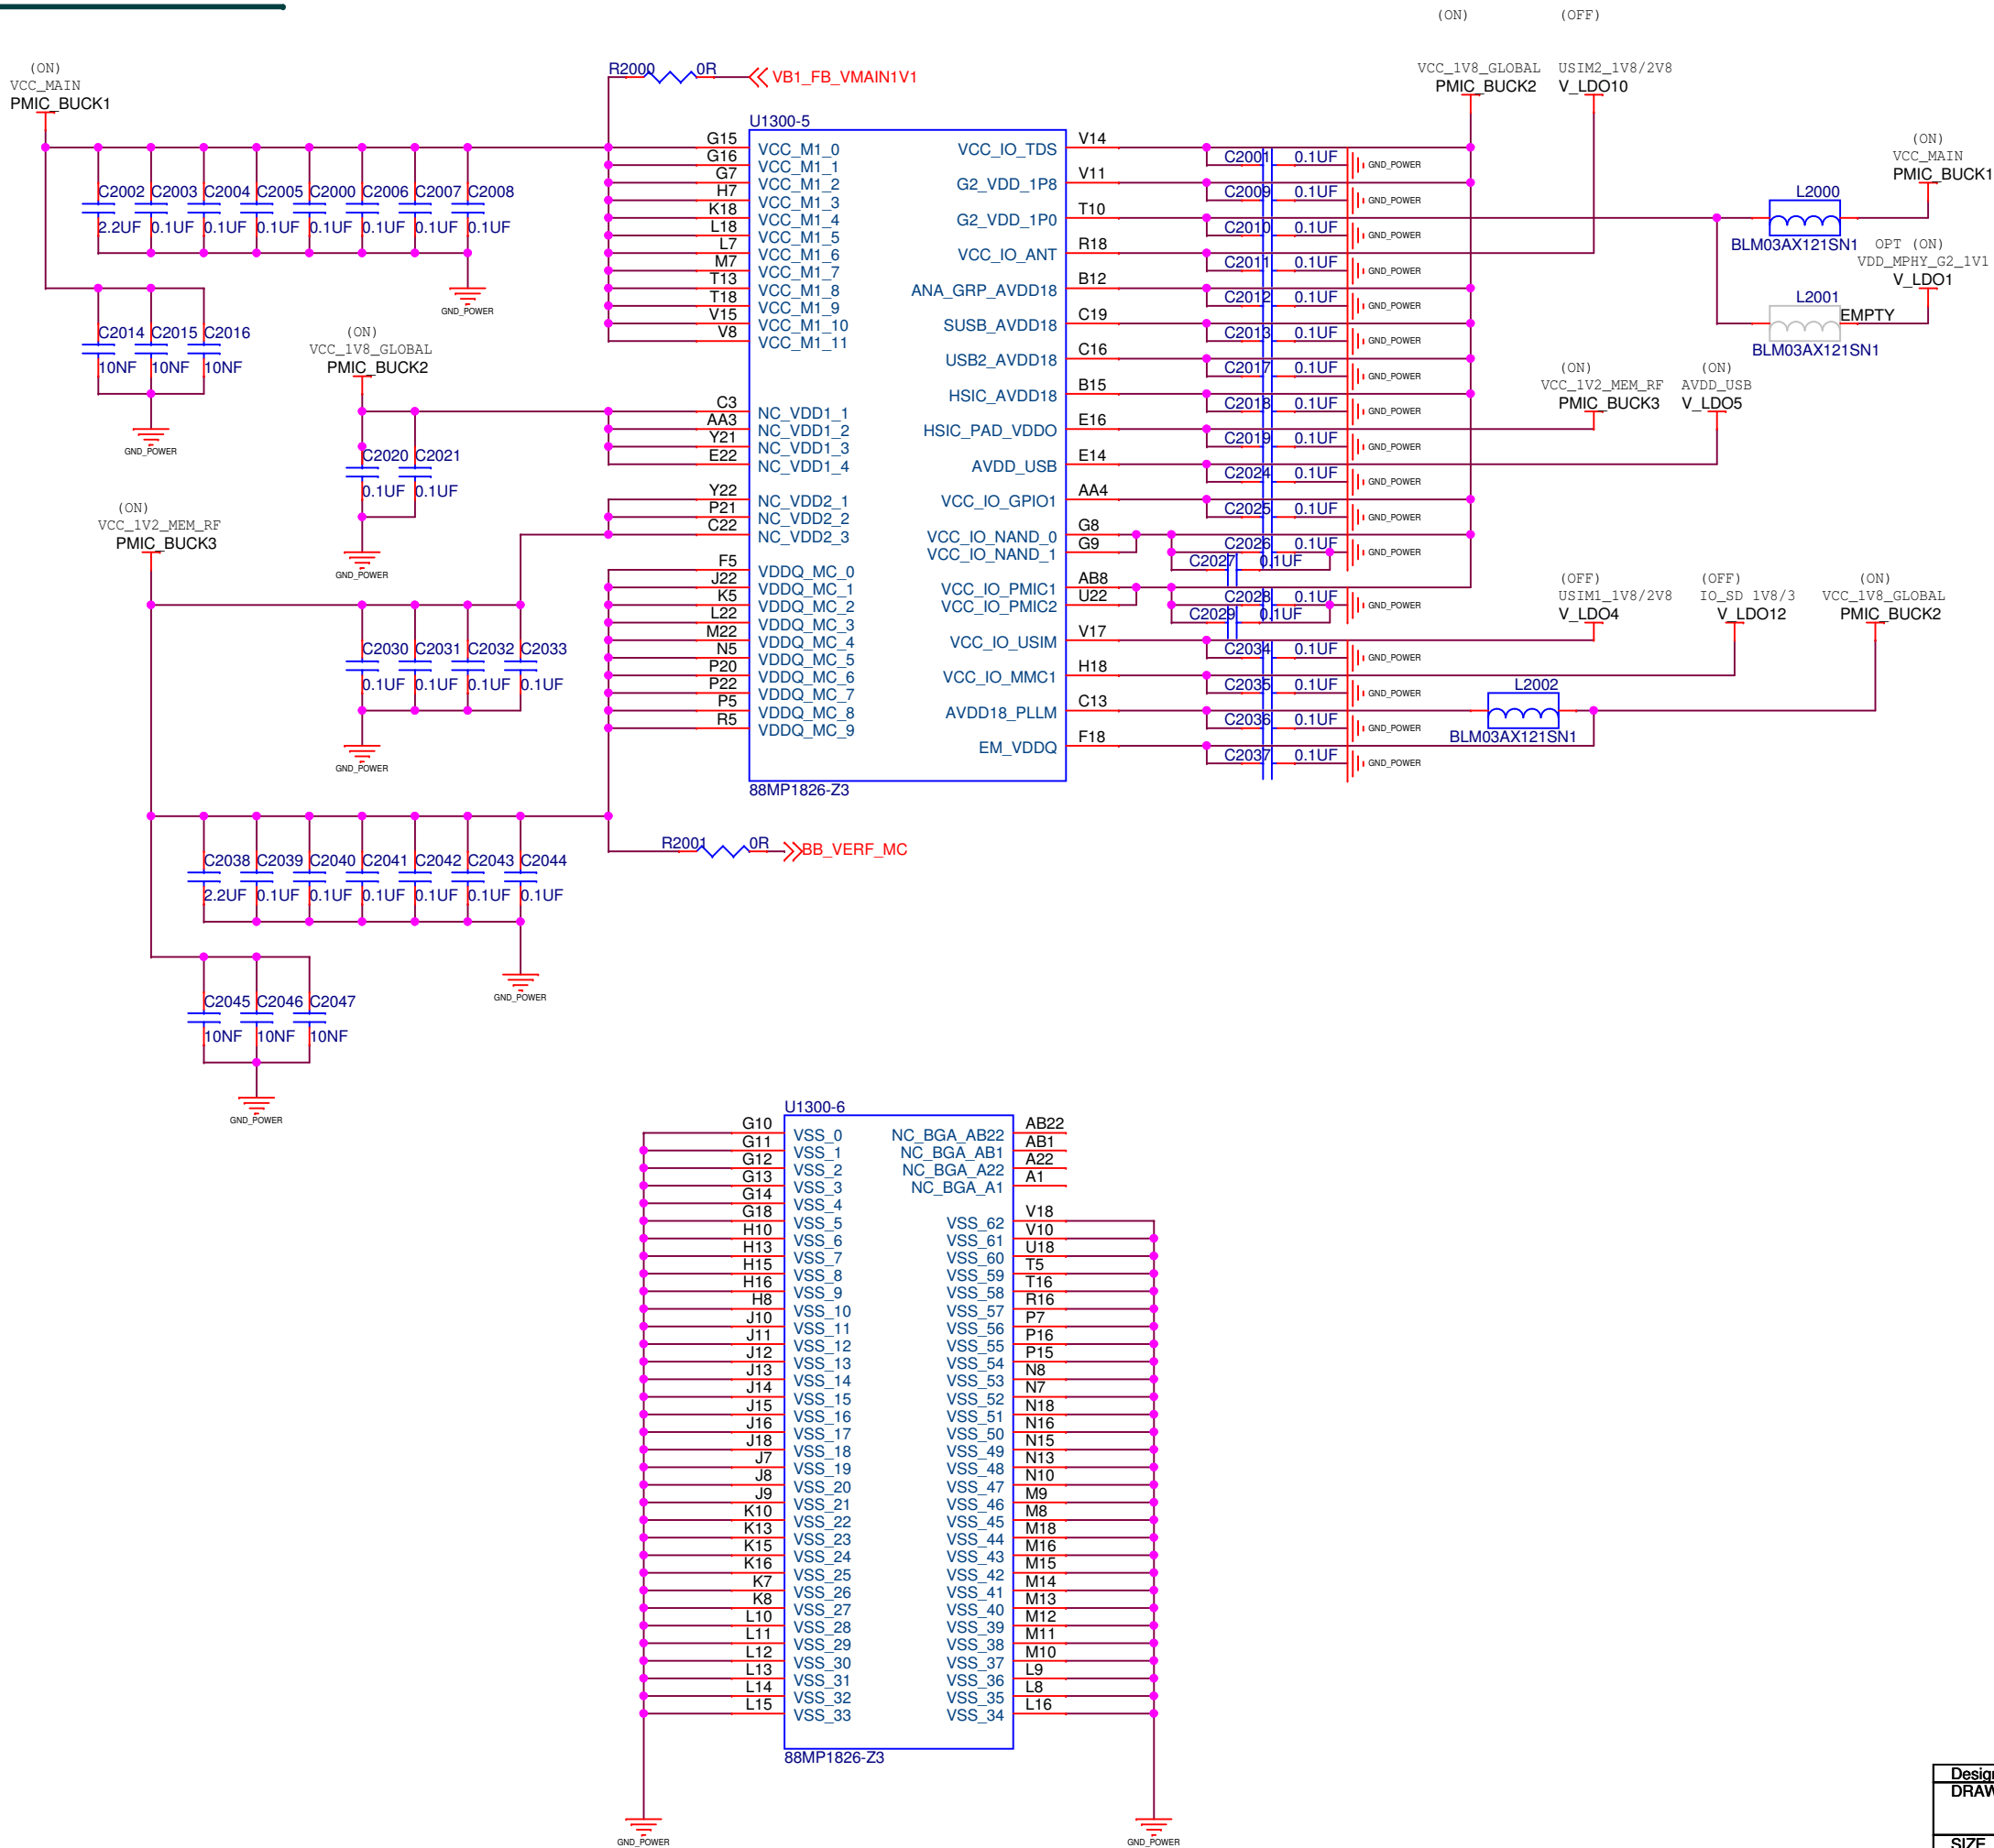 (ON) (OFF)
VCC_1V8_GLOBAL USIM2_1V8/2V8
PMIC_BUCK2 V_LDO10
(ON)
VCC_MAIN
PMIC_BUCK1
R2000 0R VB1_FB_VMAIN1V1
C2002 C2003 C2004 C2005 C2000 C2006 C2007 C2008
2.2UF 0.1UF 0.1UF 0.1UF 0.1UF 0.1UF 0.1UF 0.1UF
GND_POWER
C2014 C2015 C2016
10NF 10NF 10NF
GND_POWER
(ON)
VCC_1V8_GLOBAL
PMIC_BUCK2
C2020 C2021
0.1UF 0.1UF
GND_POWER
(ON)
VCC_1V2_MEM_RF
PMIC_BUCK3
C2030 C2031 C2032 C2033
0.1UF 0.1UF 0.1UF 0.1UF
GND_POWER
C2038 C2039 C2040 C2041 C2042 C2043 C2044
2.2UF 0.1UF 0.1UF 0.1UF 0.1UF 0.1UF 0.1UF
GND_POWER
C2045 C2046 C2047
10NF 10NF 10NF
GND_POWER
R2001 0R BB_VERF_MC
U1300-5
G15 VCC_M1_0
G16 VCC_M1_1
G7 VCC_M1_2
H7 VCC_M1_3
K18 VCC_M1_4
L18 VCC_M1_5
L7 VCC_M1_6
M7 VCC_M1_7
T13 VCC_M1_8
T18 VCC_M1_9
V15 VCC_M1_10
V8 VCC_M1_11
C3 NC_VDD1_1
AA3 NC_VDD1_2
Y21 NC_VDD1_3
E22 NC_VDD1_4
Y22 NC_VDD2_1
P21 NC_VDD2_2
C22 NC_VDD2_3
F5 VDDQ_MC_0
J22 VDDQ_MC_1
K5 VDDQ_MC_2
L22 VDDQ_MC_3
M22 VDDQ_MC_4
N5 VDDQ_MC_5
P20 VDDQ_MC_6
P22 VDDQ_MC_7
P5 VDDQ_MC_8
R5 VDDQ_MC_9
VCC_IO_TDS V14
C2001 0.1UF GND_POWER
G2_VDD_1P8 V11
C2009 0.1UF GND_POWER
G2_VDD_1P0 T10
C2010 0.1UF GND_POWER
VCC_IO_ANT R18
C2011 0.1UF GND_POWER
ANA_GRP_AVDD18 B12
C2012 0.1UF GND_POWER
SUSB_AVDD18 C19
C2013 0.1UF GND_POWER
USB2_AVDD18 C16
C2017 0.1UF GND_POWER
HSIC_AVDD18 B15
C2018 0.1UF GND_POWER
HSIC_PAD_VDDO E16
C2019 0.1UF GND_POWER
AVDD_USB E14
C2024 0.1UF GND_POWER
VCC_IO_GPIO1 AA4
C2025 0.1UF GND_POWER
VCC_IO_NAND_0 G8
VCC_IO_NAND_1 G9
C2026 0.1UF GND_POWER
C2027 0.1UF
VCC_IO_PMIC1 AB8
VCC_IO_PMIC2 U22
C2028 0.1UF GND_POWER
C2029 0.1UF
VCC_IO_USIM V17
C2034 0.1UF GND_POWER
VCC_IO_MMC1 H18
C2035 0.1UF GND_POWER
AVDD18_PLLM C13
C2036 0.1UF GND_POWER
EM_VDDQ F18
C2037 0.1UF GND_POWER
88MP1826-Z3
(ON)
VCC_MAIN
PMIC_BUCK1
L2000
BLM03AX121SN1
OPT (ON)
VDD_MPHY_G2_1V1
V_LDO1
L2001
EMPTY
BLM03AX121SN1
(ON) (ON)
VCC_1V2_MEM_RF AVDD_USB
PMIC_BUCK3 V_LDO5
(OFF) (OFF) (ON)
USIM1_1V8/2V8 IO_SD 1V8/3 VCC_1V8_GLOBAL
V_LDO4 V_LDO12 PMIC_BUCK2
L2002
BLM03AX121SN1
U1300-6
G10 VSS_0 NC_BGA_AB22 AB22
G11 VSS_1 NC_BGA_AB1 AB1
G12 VSS_2 NC_BGA_A22 A22
G13 VSS_3 NC_BGA_A1 A1
G14 VSS_4
G18 VSS_5 VSS_62 V18
H10 VSS_6 VSS_61 V10
H13 VSS_7 VSS_60 U18
H15 VSS_8 VSS_59 T5
H16 VSS_9 VSS_58 T16
H8 VSS_10 VSS_57 R16
J10 VSS_11 VSS_56 P7
J11 VSS_12 VSS_55 P16
J12 VSS_13 VSS_54 P15
J13 VSS_14 VSS_53 N8
J14 VSS_15 VSS_52 N7
J15 VSS_16 VSS_51 N18
J16 VSS_17 VSS_50 N16
J18 VSS_18 VSS_49 N15
J7 VSS_19 VSS_48 N13
J8 VSS_20 VSS_47 N10
J9 VSS_21 VSS_46 M9
K10 VSS_22 VSS_45 M8
K13 VSS_23 VSS_44 M18
K15 VSS_24 VSS_43 M16
K16 VSS_25 VSS_42 M15
K7 VSS_26 VSS_41 M14
K8 VSS_27 VSS_40 M13
L10 VSS_28 VSS_39 M12
L11 VSS_29 VSS_38 M11
L12 VSS_30 VSS_37 M10
L13 VSS_31 VSS_36 L9
L14 VSS_32 VSS_35 L8
L15 VSS_33 VSS_34 L16
88MP1826-Z3
GND_POWER GND_POWER